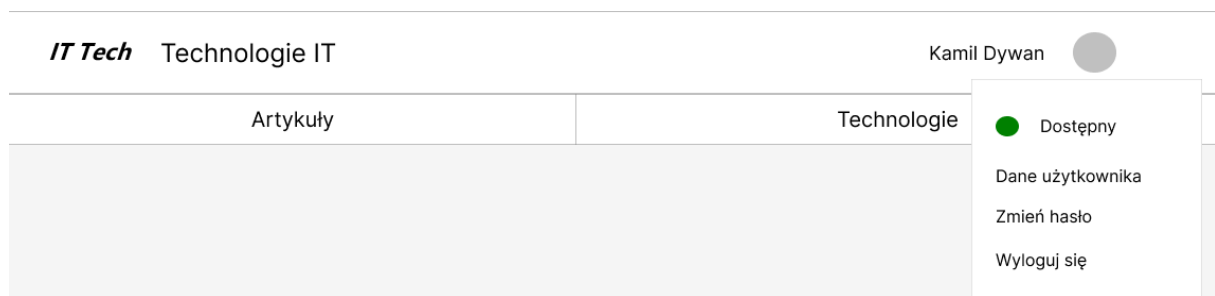 IT Tech Technologie IT Kamil Dywan
Artykuły Technologie
Dostępny
Dane użytkownika
Zmień hasło
Wyloguj się